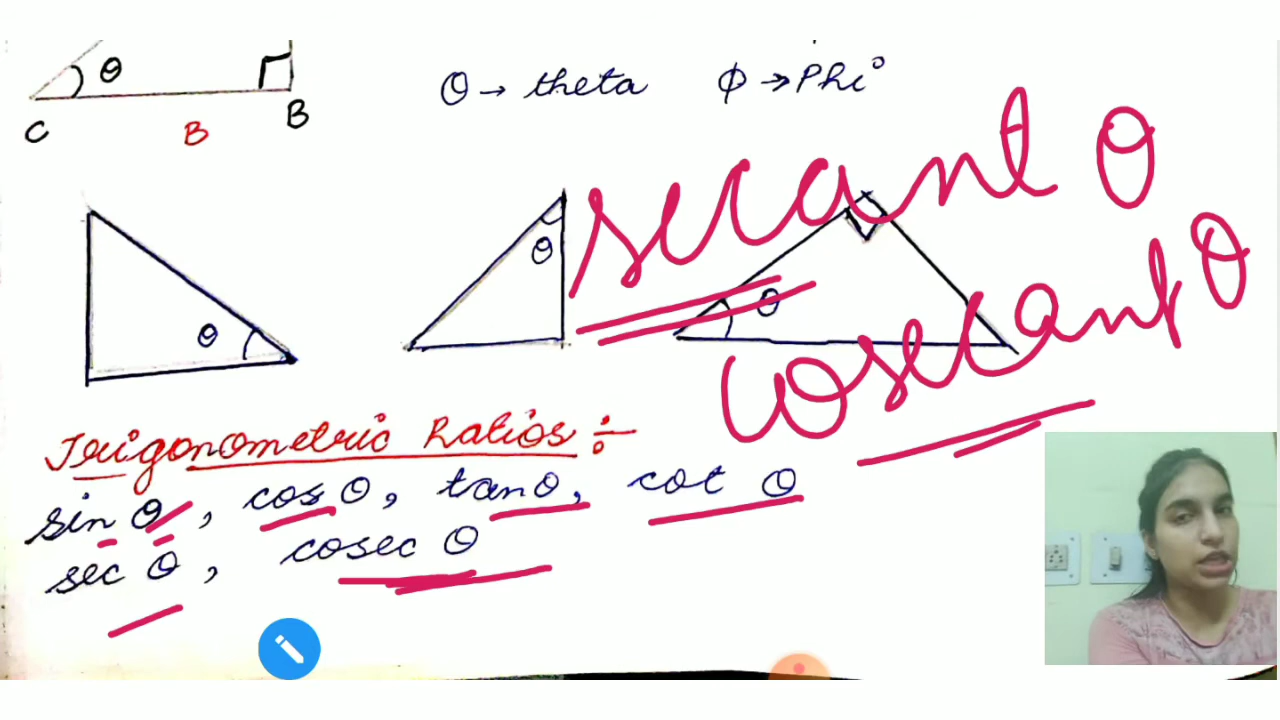 θ
C B B
θ → theta φ → Phi
secant θ
θ θ θ
cosecant θ
Trigonometric Ratios ÷
sin θ, cos θ, tan θ, cot θ
sec θ, cosec θ